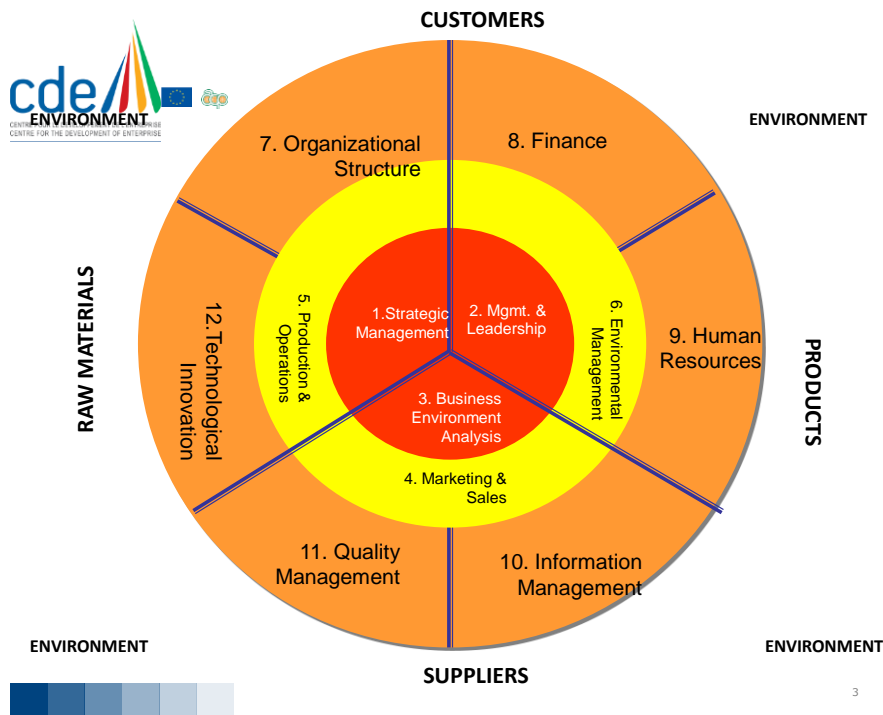 CUSTOMERS
cde
ENVIRONMENT
CENTRE FOR THE DEVELOPMENT OF ENTERPRISE
ENVIRONMENT
7. Organizational
Structure
8. Finance
RAW MATERIALS
12. Technological
Innovation
5. Production &
Operations
1.Strategic
Management
2. Mgmt. &
Leadership
6. Environmental
Management
9. Human
Resources
PRODUCTS
3. Business
Environment
Analysis
4. Marketing &
Sales
11. Quality
Management
10. Information
Management
ENVIRONMENT
ENVIRONMENT
SUPPLIERS
3